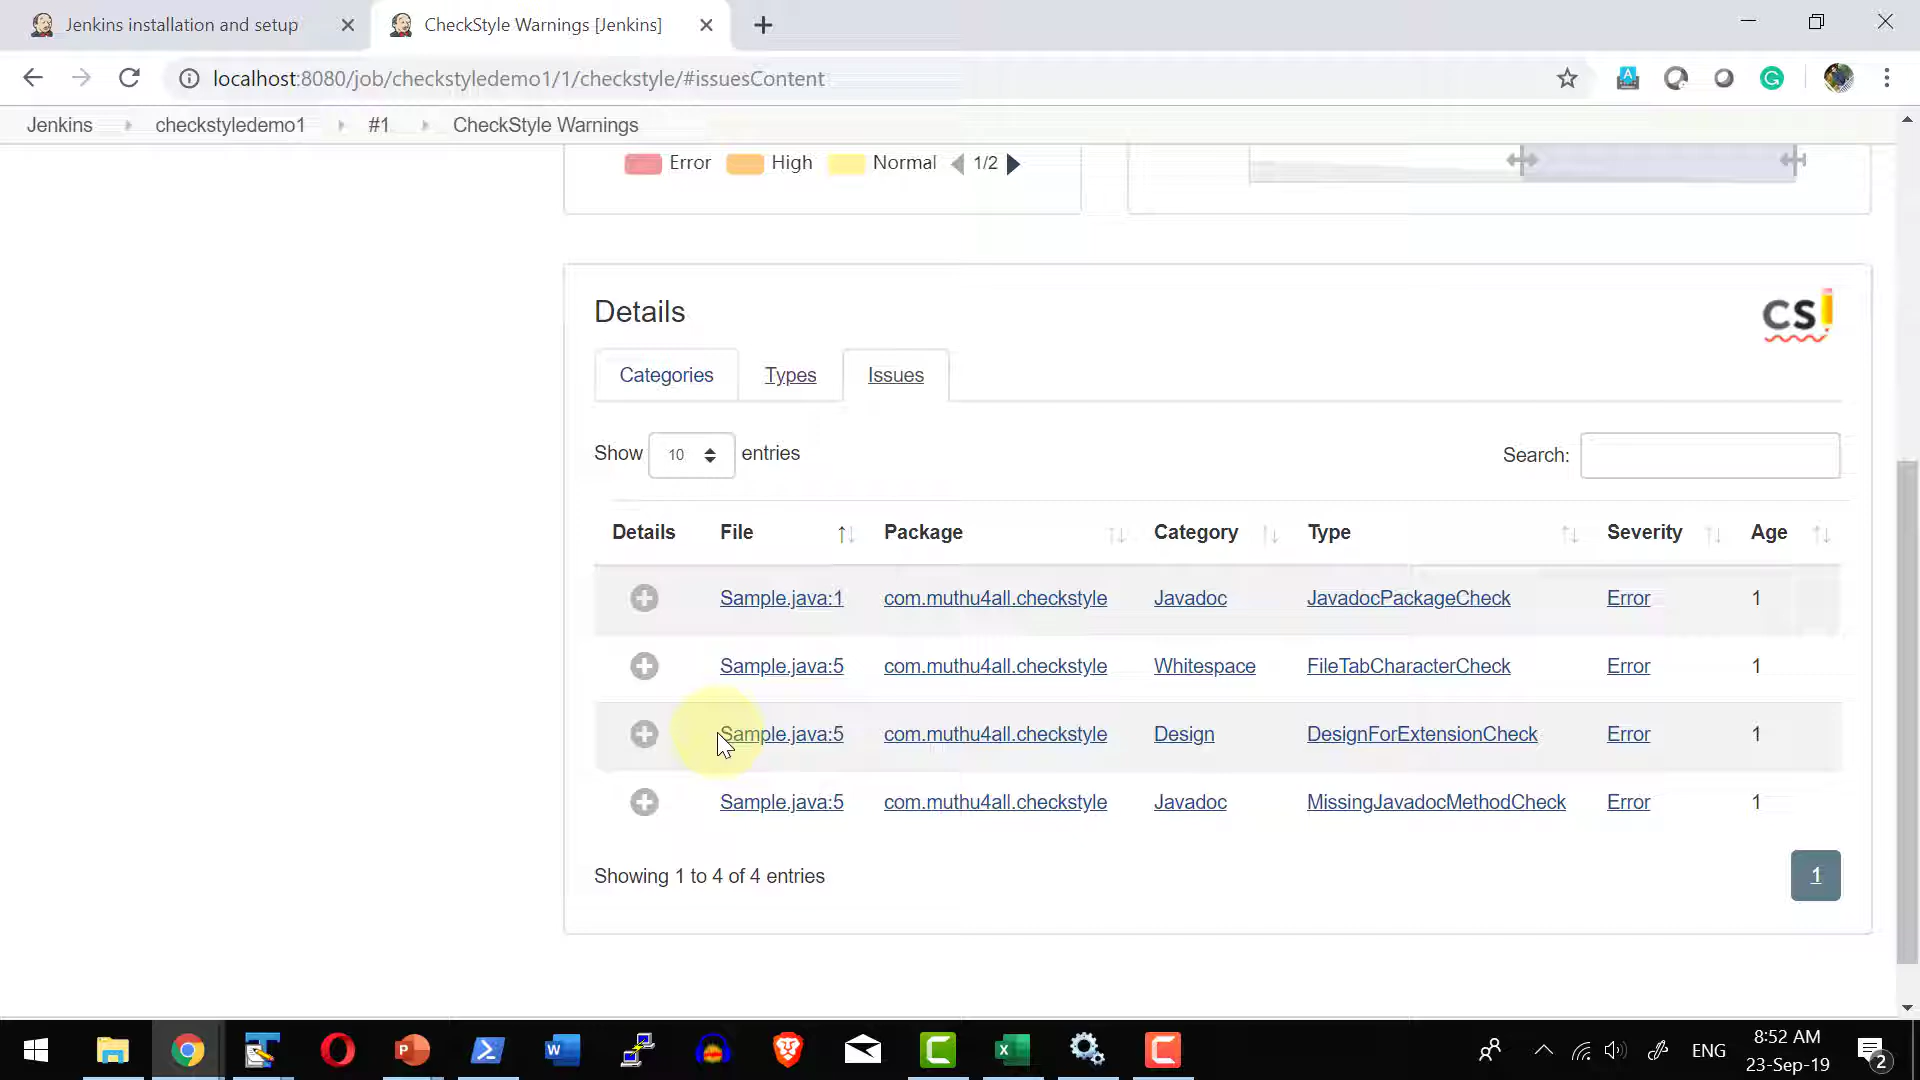 Jenkins installation and setup
CheckStyle Warnings [Jenkins]
localhost:8080/job/checkstyledemo1/1/checkstyle/#issuesContent
Jenkins checkstyledemo1 #1 CheckStyle Warnings
Error High Normal 1/2
Details
CS
Categories Types Issues
Show 10 entries Search:
Details File Package Category Type Severity Age
Sample.java:1 com.muthu4all.checkstyle Javadoc JavadocPackageCheck Error 1
Sample.java:5 com.muthu4all.checkstyle Whitespace FileTabCharacterCheck Error 1
Sample.java:5 com.muthu4all.checkstyle Design DesignForExtensionCheck Error 1
Sample.java:5 com.muthu4all.checkstyle Javadoc MissingJavadocMethodCheck Error 1
Showing 1 to 4 of 4 entries 1
ENG
8:52 AM
23-Sep-19
2